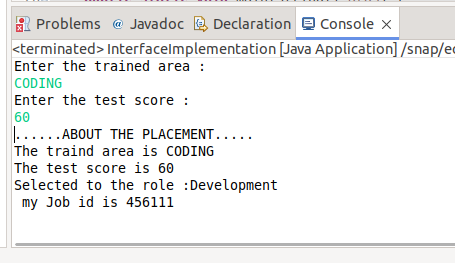 Problems @ Javadoc Declaration Console
<terminated> InterfaceImplementation [Java Application] /snap/ec
Enter the trained area :
CODING
Enter the test score :
60
......ABOUT THE PLACEMENT.....
The traind area is CODING
The test score is 60
Selected to the role :Development
my Job id is 456111